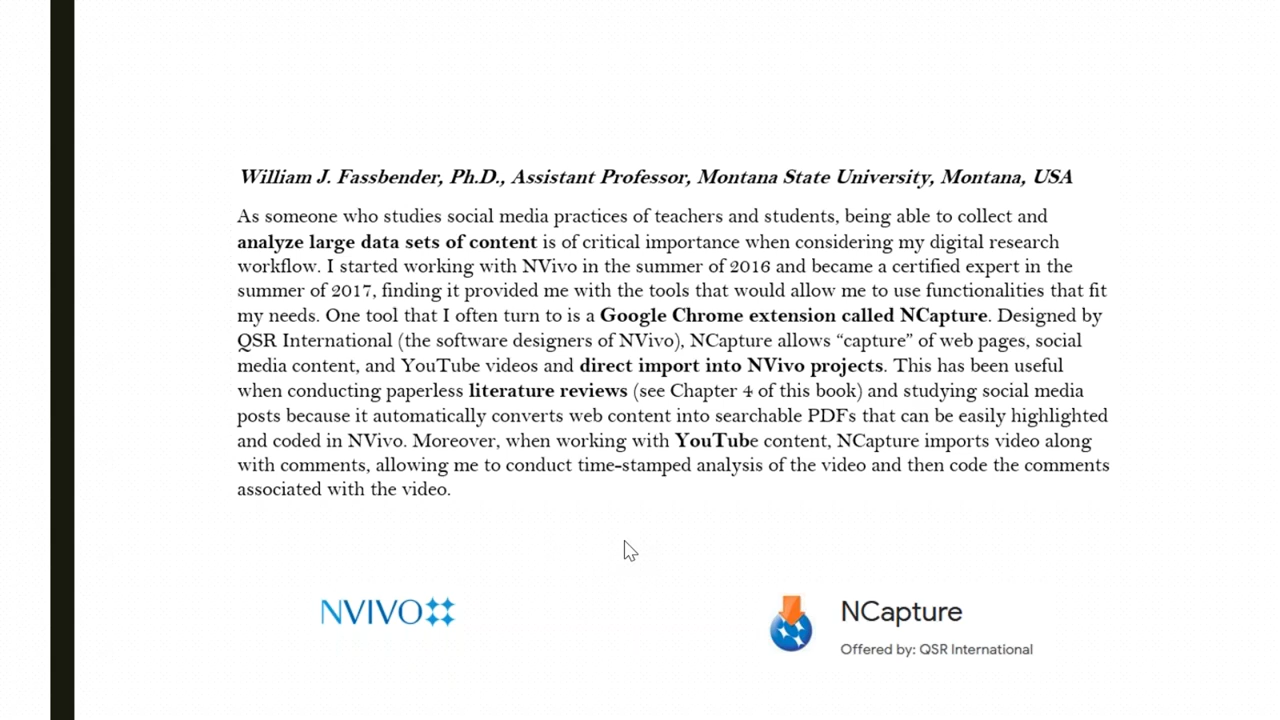 William J. Fassbender, Ph.D., Assistant Professor, Montana State University, Montana, USA
As someone who studies social media practices of teachers and students, being able to collect and
analyze large data sets of content is of critical importance when considering my digital research
workflow. I started working with NVivo in the summer of 2016 and became a certified expert in the
summer of 2017, finding it provided me with the tools that would allow me to use functionalities that fit
my needs. One tool that I often turn to is a Google Chrome extension called NCapture. Designed by
QSR International (the software designers of NVivo), NCapture allows “capture” of web pages, social
media content, and YouTube videos and direct import into NVivo projects. This has been useful
when conducting paperless literature reviews (see Chapter 4 of this book) and studying social media
posts because it automatically converts web content into searchable PDFs that can be easily highlighted
and coded in NVivo. Moreover, when working with YouTube content, NCapture imports video along
with comments, allowing me to conduct time-stamped analysis of the video and then code the comments
associated with the video.
NVIVO
NCapture
Offered by: QSR International